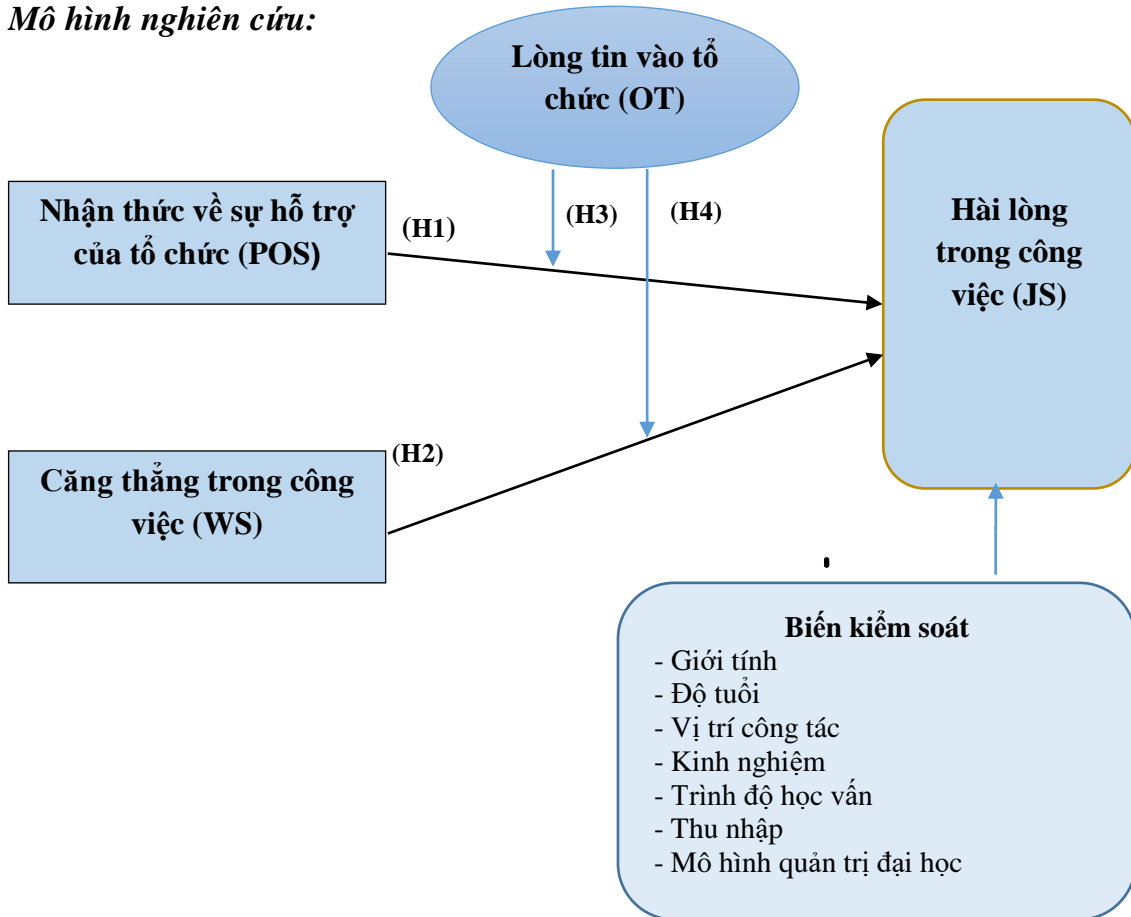 Mô hình nghiên cứu:
Lòng tin vào tổ
chức (OT)
Nhận thức về sự hỗ trợ
của tổ chức (POS)
(H1)
(H3)
(H4)
Hài lòng
trong công
việc (JS)
Căng thẳng trong công
việc (WS)
(H2)
Biến kiểm soát
- Giới tính
- Độ tuổi
- Vị trí công tác
- Kinh nghiệm
- Trình độ học vấn
- Thu nhập
- Mô hình quản trị đại học